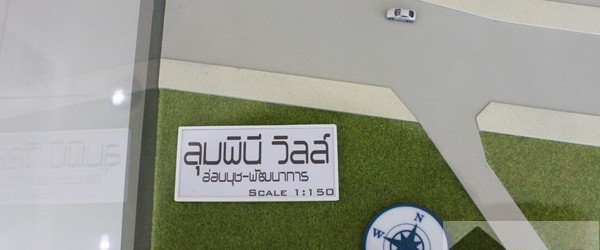 ลุมพินี วิลล์
อ่อนนุช-พัฒนาการ
SCALE 1:150
N
W